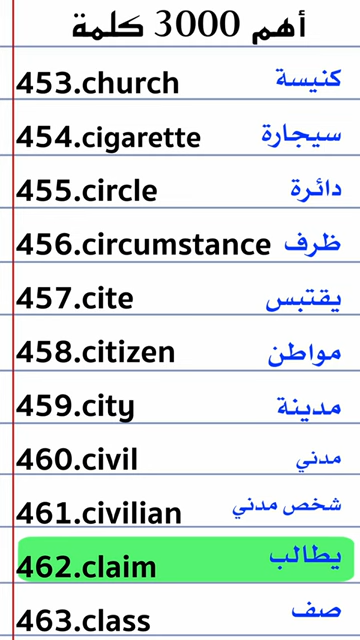 أهم 3000 كلمة
453.church كنيسة
454.cigarette سيجارة
455.circle دائرة
456.circumstance ظرف
457.cite يقتبس
458.citizen مواطن
459.city مدينة
460.civil مدني
461.civilian شخص مدني
462.claim يطالب
463.class صف